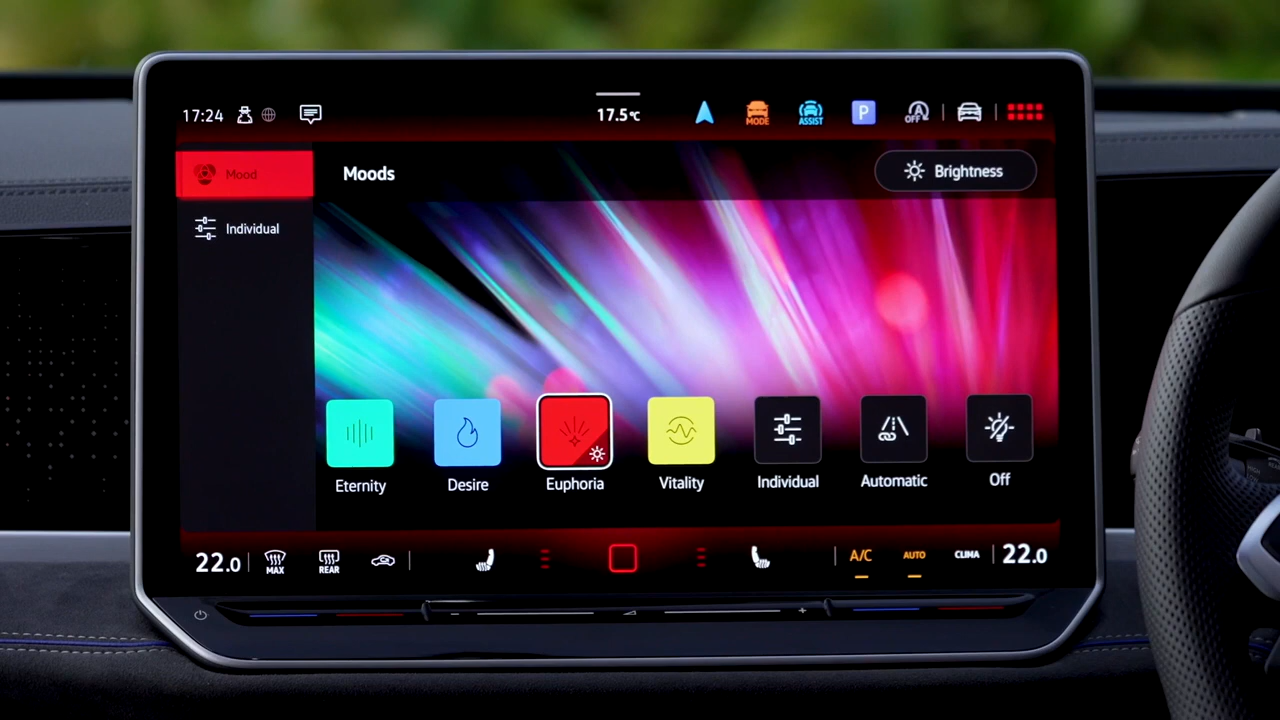 17:24
17.5°C
MODE
ASSIST
P
A
OFF
Mood
Moods
Brightness
Individual
Eternity
Desire
Euphoria
Vitality
Individual
Automatic
Off
22.0
MAX
REAR
A/C
AUTO
CLIMA
22.0